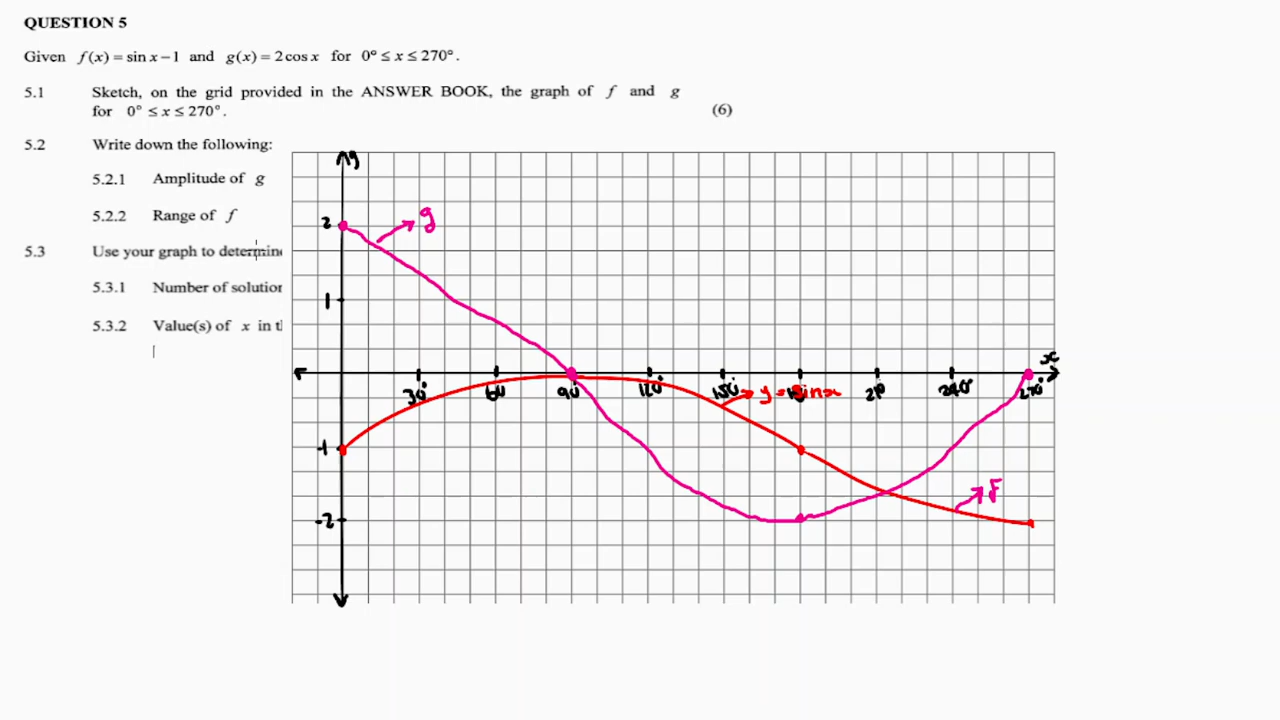 QUESTION 5
Given f(x) = sin x − 1 and g(x) = 2 cos x for 0° ≤ x ≤ 270°.
5.1 Sketch, on the grid provided in the ANSWER BOOK, the graph of f and g
for 0° ≤ x ≤ 270°. (6)
5.2 Write down the following:
y
5.2.1 Amplitude of g
5.2.2 Range of f
2
g
5.3 Use your graph to determine
5.3.1 Number of solution
1
5.3.2 Value(s) of x in t
x
30° 60 90 120 150 y = sin x 240° 270°
-1
f
-2